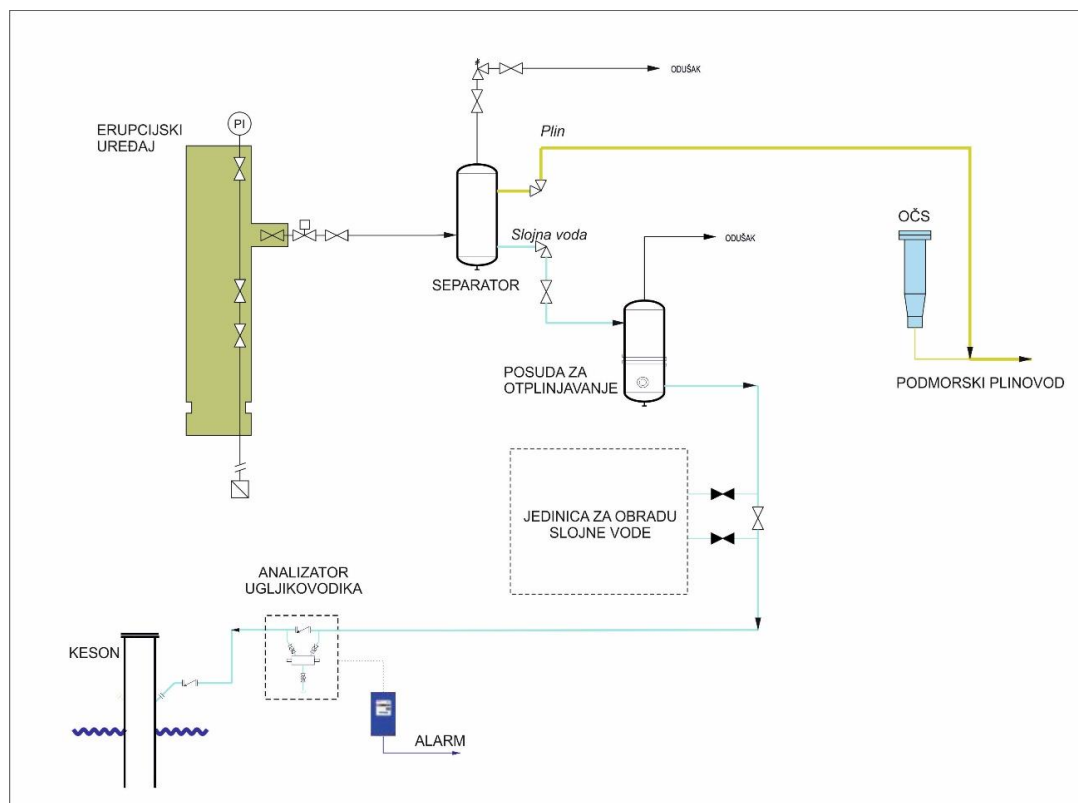 ODUŠAK
PI
ERUPCIJSKI
UREĐAJ
Plin
OČS
Slojna voda
ODUŠAK
SEPARATOR
POSUDA ZA
OTPLINJAVANJE
PODMORSKI PLINOVOD
JEDINICA ZA OBRADU
SLOJNE VODE
ANALIZATOR
UGLJIKOVODIKA
KESON
ALARM